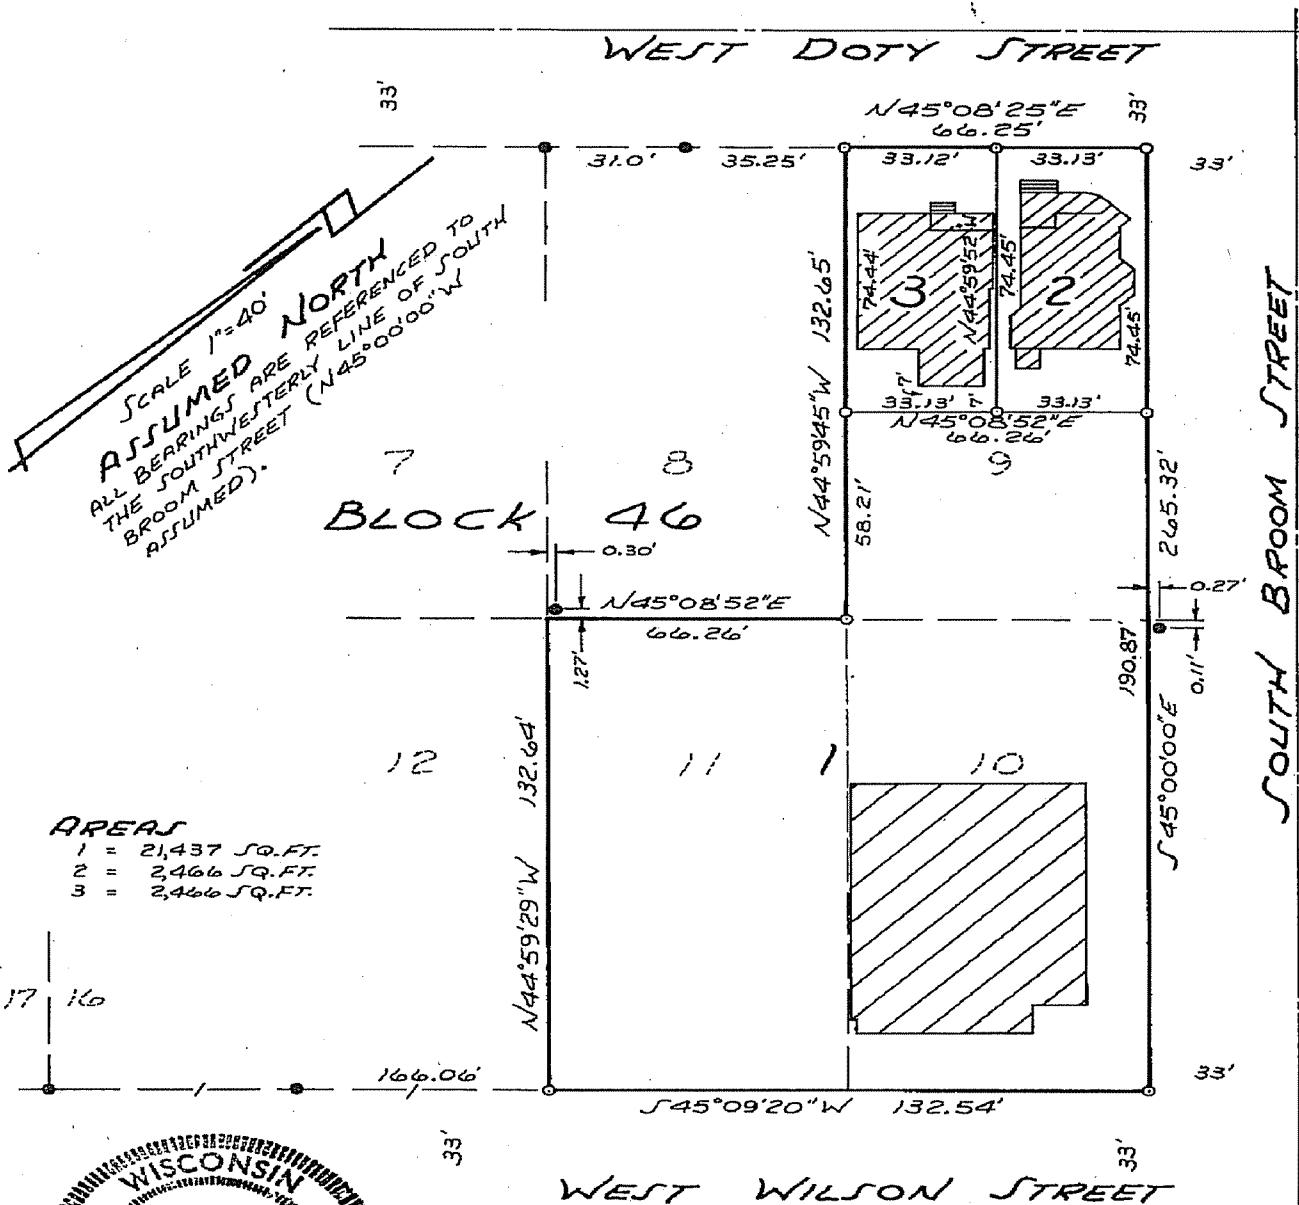 WEST DOTY STREET
33'
N45°08'25"E
66.25'
33'
31.0'
35.25'
33.12'
33.13'
33'
SCALE 1"=40'
ASSUMED NORTH
ALL BEARINGS ARE REFERENCED TO
THE SOUTHWESTERLY LINE OF SOUTH
BROOM STREET (N45°00'00"W
ASSUMED).
N44°59'45"W 132.65'
74.44'
3
N44°59'52"W
74.45'
2
74.45'
7'
33.13'
7'
33.13'
N45°08'52"E
66.26'
7
8
9
BLOCK 46
58.21'
265.32'
SOUTH BROOM STREET
0.30'
N45°08'52"E
66.26'
1.27'
0.27'
0.11'
190.87'
S45°00'00"E
12
11
1
10
N44°59'29"W 132.64'
AREAS
1 = 21,437 SQ.FT.
2 = 2,466 SQ.FT.
3 = 2,466 SQ.FT.
17
16
166.06'
S45°09'20"W 132.54'
33'
33'
33'
WISCONSIN
WEST WILSON STREET